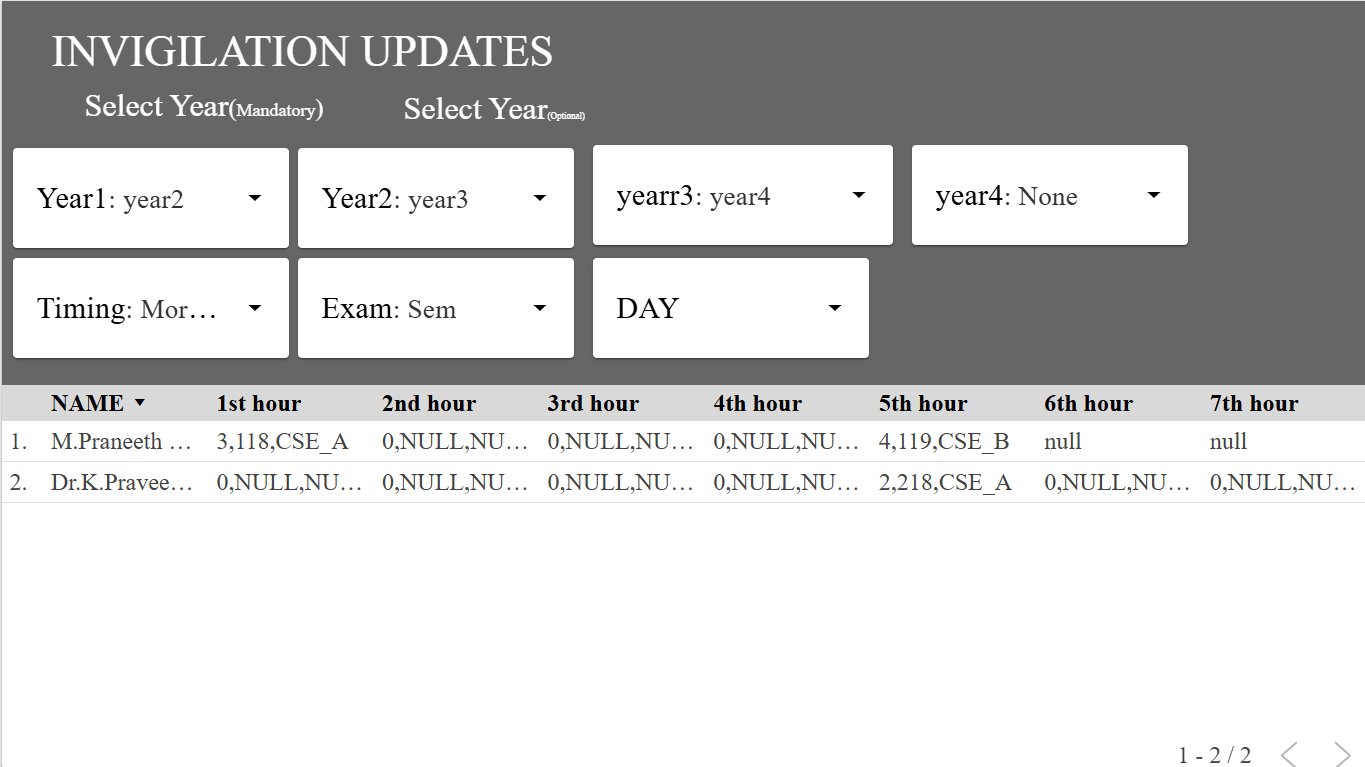 INVIGILATION UPDATES
Select Year(Mandatory) Select Year(Optional)
Year1: year2 Year2: year3 yearr3: year4 year4: None
Timing: Mor... Exam: Sem DAY
NAME 1st hour 2nd hour 3rd hour 4th hour 5th hour 6th hour 7th hour
1. M.Praneeth ... 3,118,CSE_A 0,NULL,NU... 0,NULL,NU... 0,NULL,NU... 4,119,CSE_B null null
2. Dr.K.Pravee... 0,NULL,NU... 0,NULL,NU... 0,NULL,NU... 0,NULL,NU... 2,218,CSE_A 0,NULL,NU... 0,NULL,NU...
1 - 2 / 2